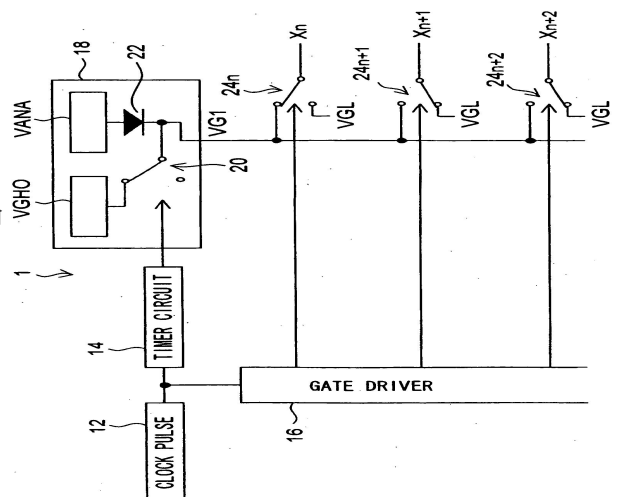 1
18
VGHO
VANA
22
20
VG1
12
CLOCK PULSE
14
TIMER CIRCUIT
16
GATE DRIVER
24n
Xn
VGL
24n+1
Xn+1
VGL
24n+2
Xn+2
VGL